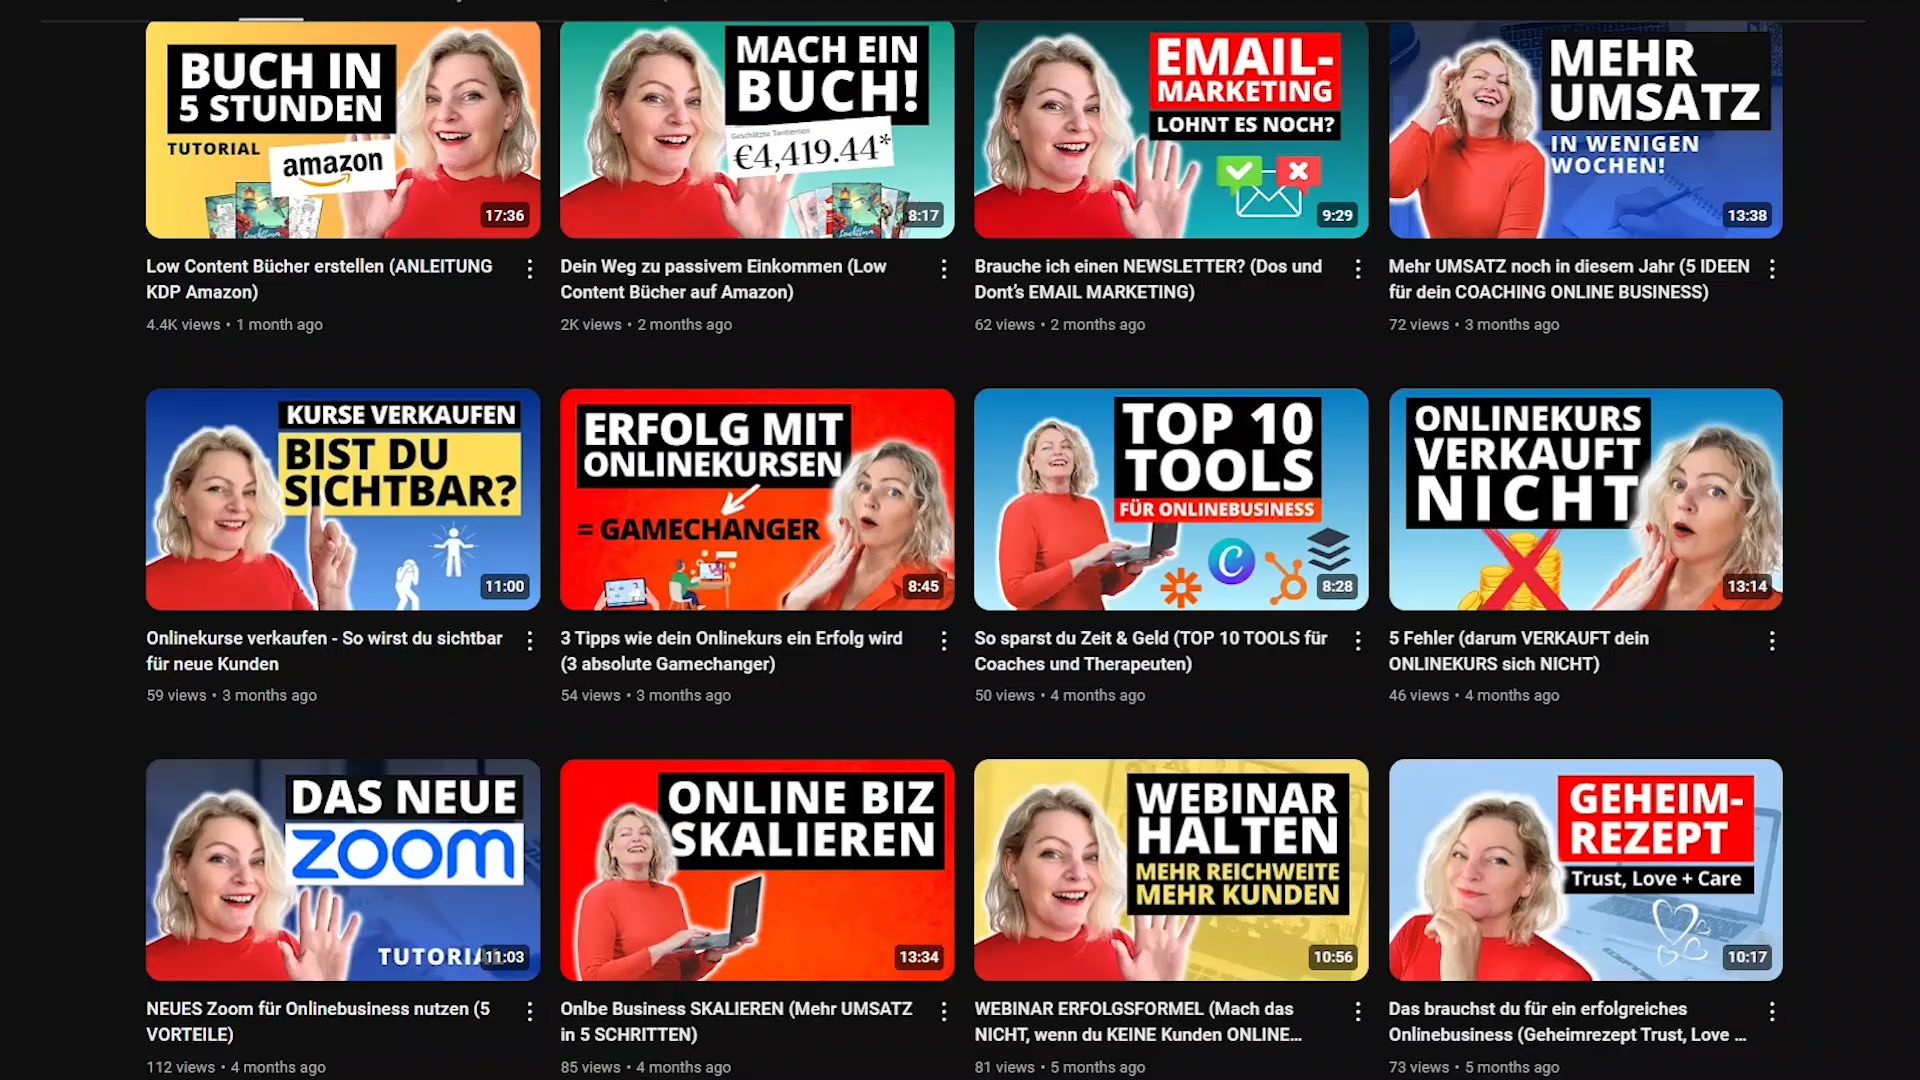 BUCH IN
5 STUNDEN
TUTORIAL
amazon
17:36
Low Content Bücher erstellen (ANLEITUNG
KDP Amazon)
4.4K views • 1 month ago
MACH EIN
BUCH!
Geschätzte Tantiemen
€4,419.44*
8:17
Dein Weg zu passivem Einkommen (Low
Content Bücher auf Amazon)
2K views • 2 months ago
EMAIL-
MARKETING
LOHNT ES NOCH?
9:29
Brauche ich einen NEWSLETTER? (Dos und
Dont’s EMAIL MARKETING)
62 views • 2 months ago
MEHR
UMSATZ
IN WENIGEN
WOCHEN!
13:38
Mehr UMSATZ noch in diesem Jahr (5 IDEEN
für dein COACHING ONLINE BUSINESS)
72 views • 3 months ago
KURSE VERKAUFEN
BIST DU
SICHTBAR?
11:00
Onlinekurse verkaufen - So wirst du sichtbar
für neue Kunden
59 views • 3 months ago
ERFOLG MIT
ONLINEKURSEN
= GAMECHANGER
8:45
3 Tipps wie dein Onlinekurs ein Erfolg wird
(3 absolute Gamechanger)
54 views • 3 months ago
TOP 10
TOOLS
FÜR ONLINEBUSINESS
8:28
So sparst du Zeit & Geld (TOP 10 TOOLS für
Coaches und Therapeuten)
50 views • 4 months ago
ONLINEKURS
VERKAUFT
NICHT
13:14
5 Fehler (darum VERKAUFT dein
ONLINEKURS sich NICHT)
46 views • 4 months ago
DAS NEUE
zoom
TUTORIAL
11:03
NEUES Zoom für Onlinebusiness nutzen (5
VORTEILE)
112 views • 4 months ago
ONLINE BIZ
SKALIEREN
13:34
Onlbe Business SKALIEREN (Mehr UMSATZ
in 5 SCHRITTEN)
85 views • 4 months ago
WEBINAR
HALTEN
MEHR REICHWEITE
MEHR KUNDEN
10:56
WEBINAR ERFOLGSFORMEL (Mach das
NICHT, wenn du KEINE Kunden ONLINE...
81 views • 5 months ago
GEHEIM-
REZEPT
Trust, Love + Care
10:17
Das brauchst du für ein erfolgreiches
Onlinebusiness (Geheimrezept Trust, Love ...
73 views • 5 months ago